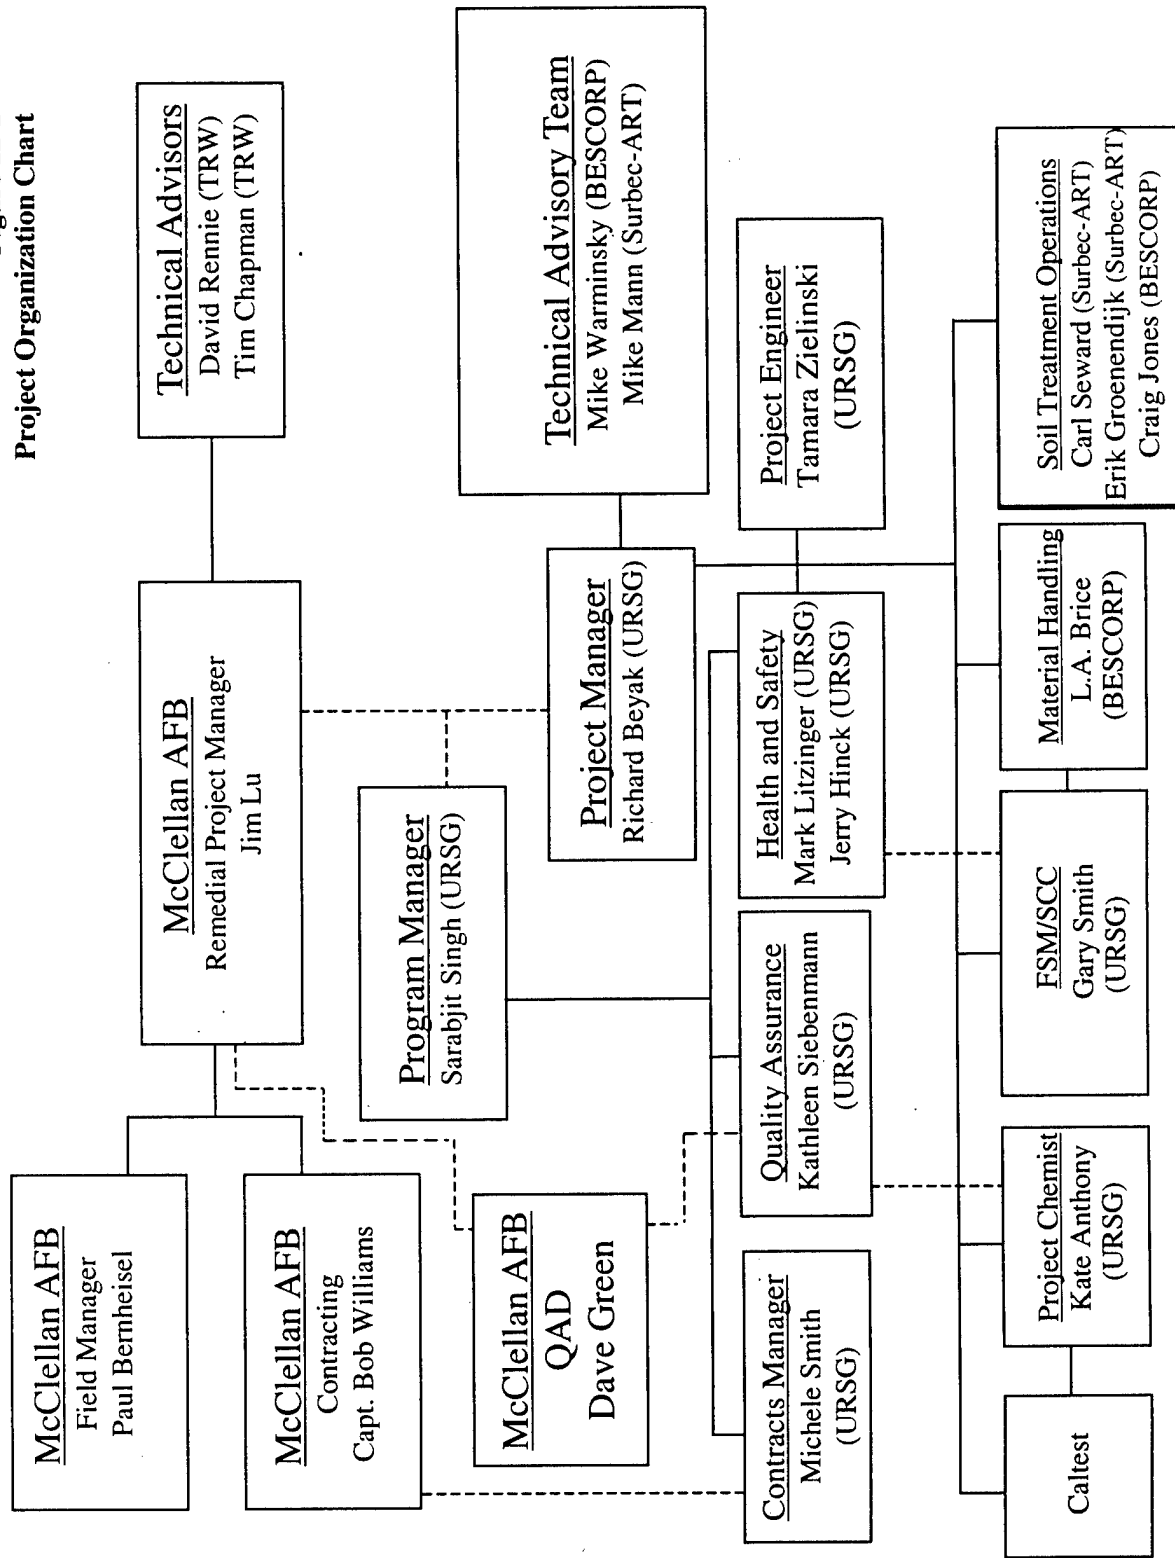 Project Organization Chart
McClellan AFB
Field Manager
Paul Bernheisel
McClellan AFB
Contracting
Capt. Bob Williams
McClellan AFB
Remedial Project Manager
Jim Lu
Technical Advisors
David Rennie (TRW)
Tim Chapman (TRW)
McClellan AFB
QAD
Dave Green
Program Manager
Sarabjit Singh (URSG)
Project Manager
Richard Beyak (URSG)
Technical Advisory Team
Mike Warminsky (BESCORP)
Mike Mann (Surbec-ART)
Contracts Manager
Michele Smith
(URSG)
Quality Assurance
Kathleen Siebenmann
(URSG)
Health and Safety
Mark Litzinger (URSG)
Jerry Hinck (URSG)
Project Engineer
Tamara Zielinski
(URSG)
Caltest
Project Chemist
Kate Anthony
(URSG)
FSM/SCC
Gary Smith
(URSG)
Material Handling
L.A. Brice
(BESCORP)
Soil Treatment Operations
Carl Seward (Surbec-ART)
Erik Groenendijk (Surbec-ART)
Craig Jones (BESCORP)